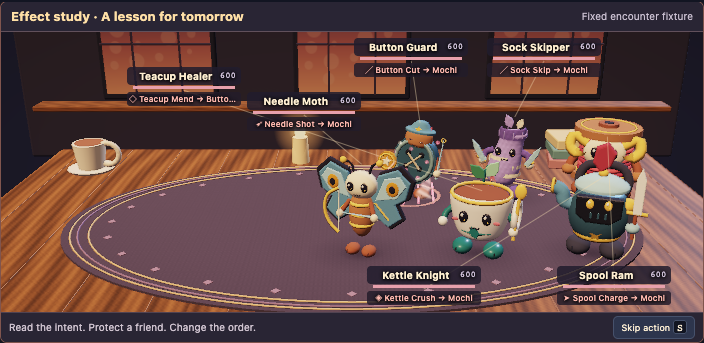 Effect study · A lesson for tomorrow
Fixed encounter fixture
Button Guard 600
Button Cut → Mochi
Sock Skipper 600
Sock Skip → Mochi
Teacup Healer 600
Teacup Mend → Butto...
Needle Moth 600
Needle Shot → Mochi
Kettle Knight 600
Kettle Crush → Mochi
Spool Ram 600
Spool Charge → Mochi
Read the intent. Protect a friend. Change the order.
Skip action S